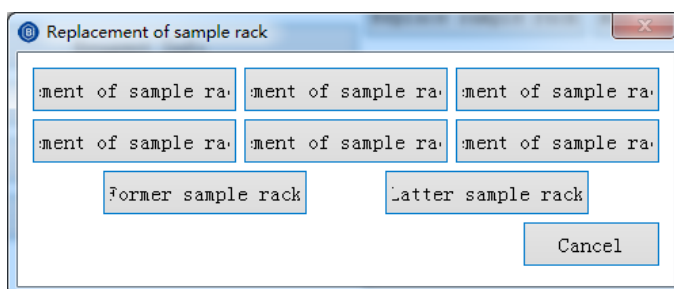 Replacement of sample rack
ment of sample ra ment of sample ra ment of sample ra
ment of sample ra ment of sample ra ment of sample ra
Former sample rack Latter sample rack
Cancel